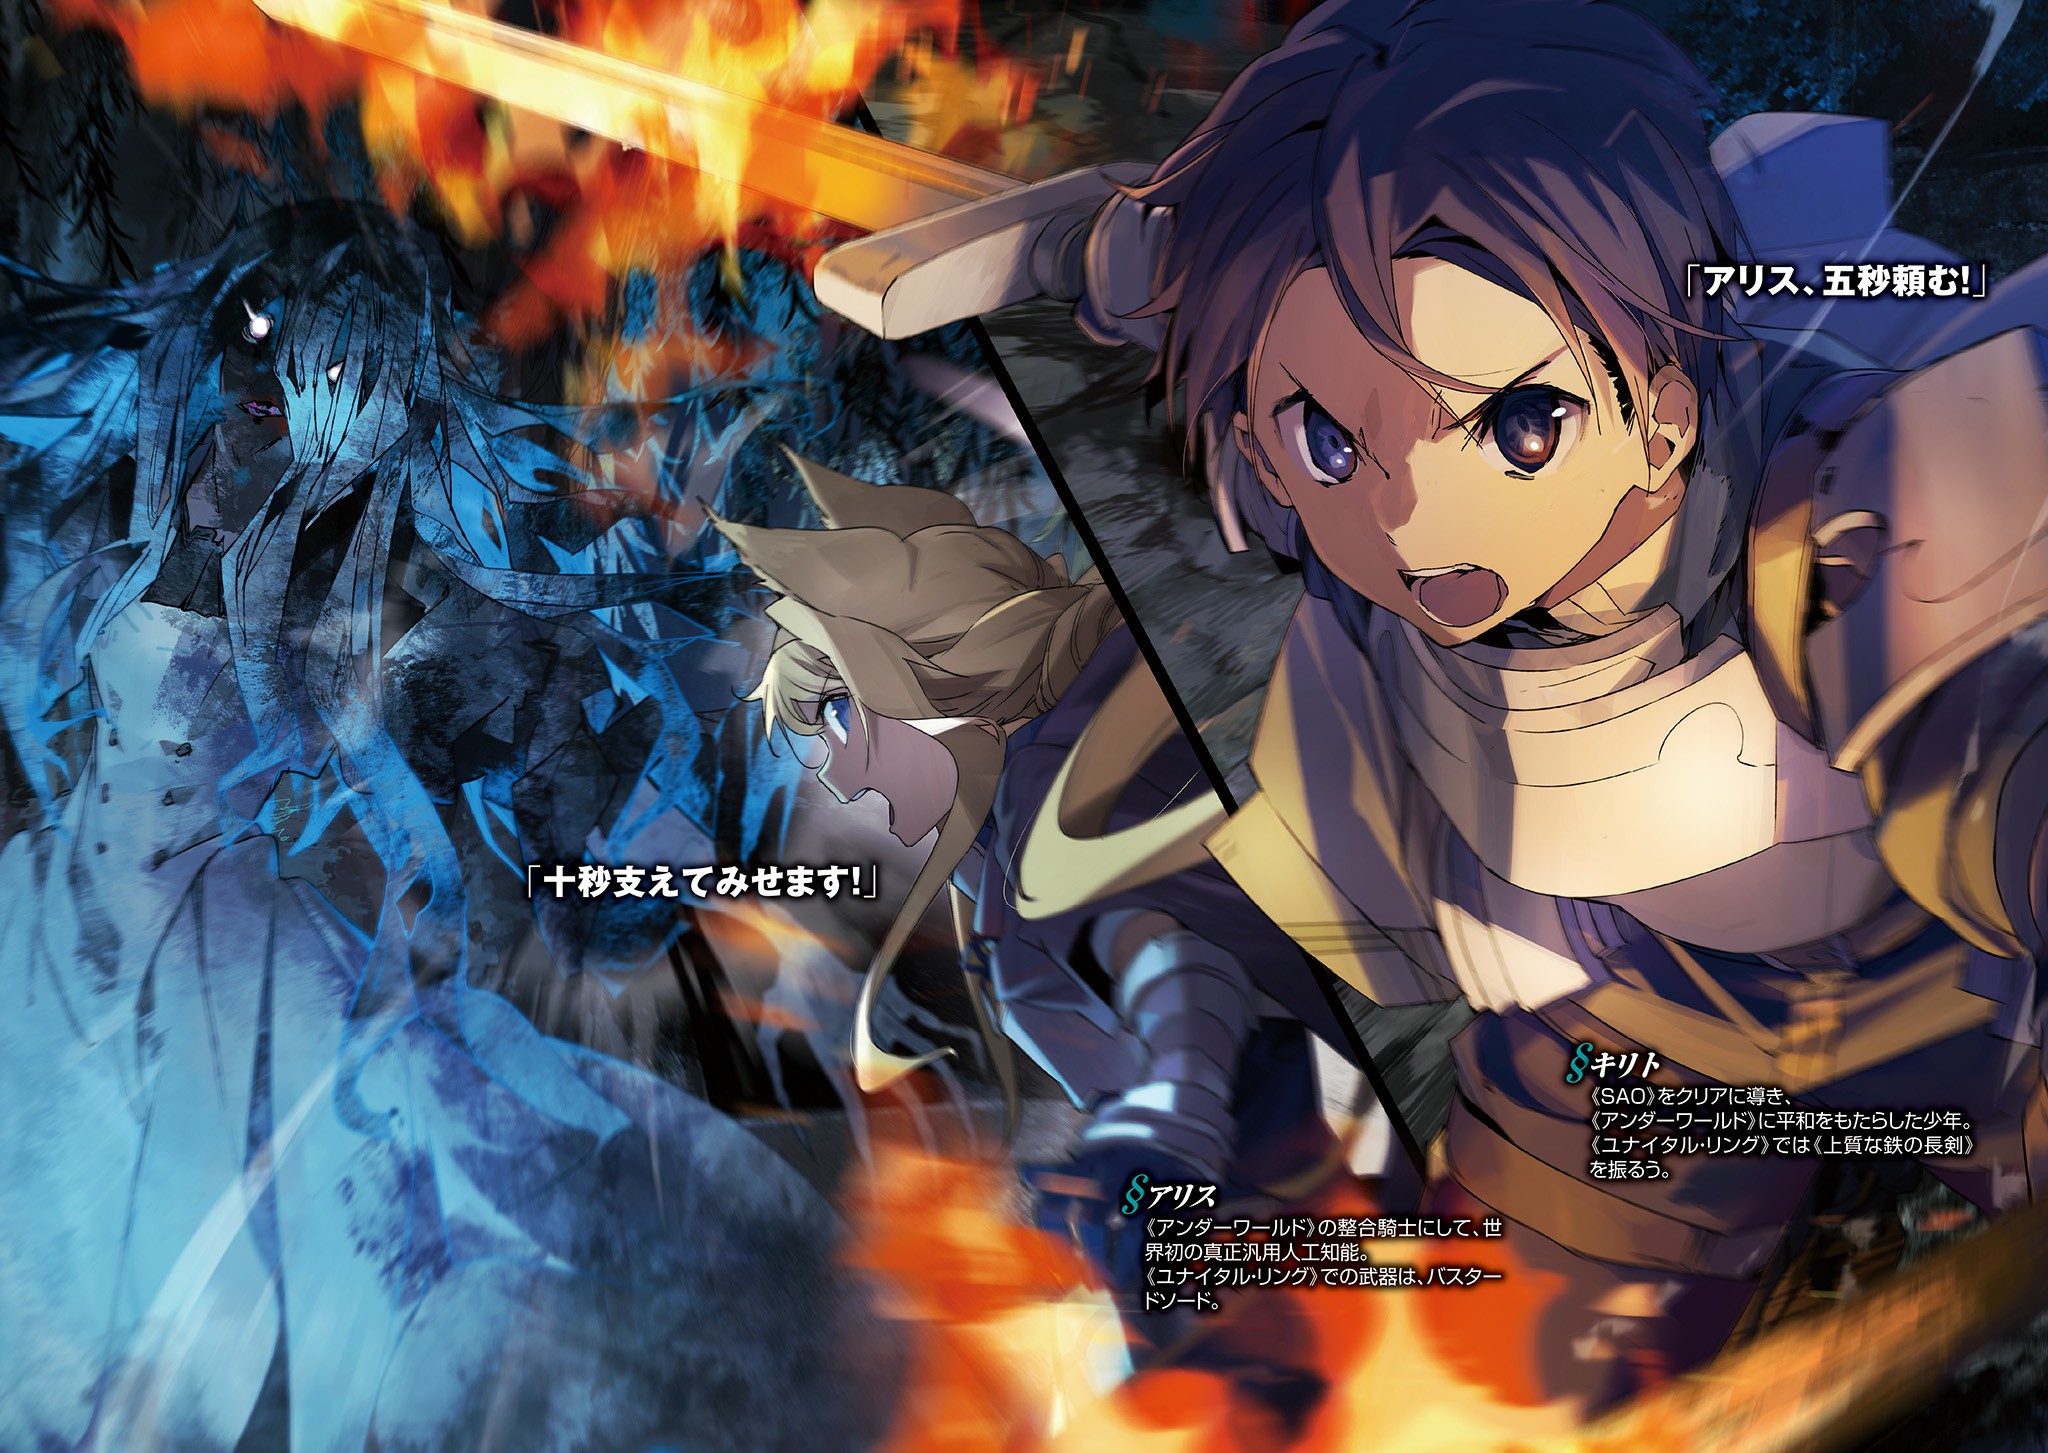 「アリス、五秒頼む!」
「十秒支えてみせます!」
§キリト
《SAO》をクリアに導き、
《アンダーワールド》に平和をもたらした少年。
《ユナイタル・リング》では《上質な鉄の長剣》
を振るう。
§アリス
《アンダーワールド》の整合騎士にして、世
界初の真正汎用人工知能。
《ユナイタル・リング》での武器は、バスター
ドソード。